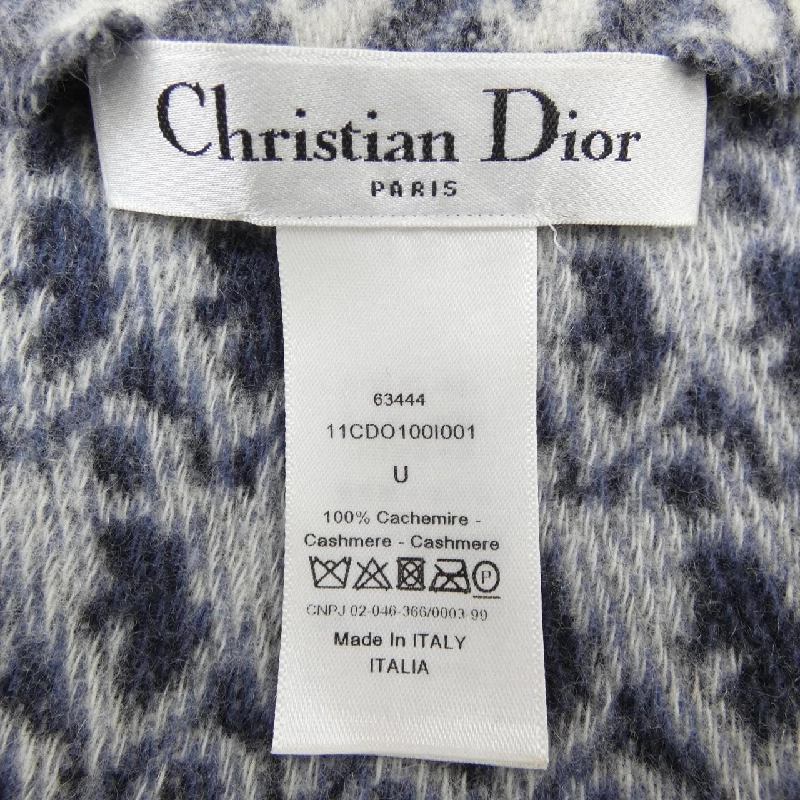 Christian Dior
PARIS
63444
11CDO100I001
U
100% Cachemire -
Cashmere - Cashmere
P
CNPJ 02-046-366/0003-99
Made In ITALY
ITALIA